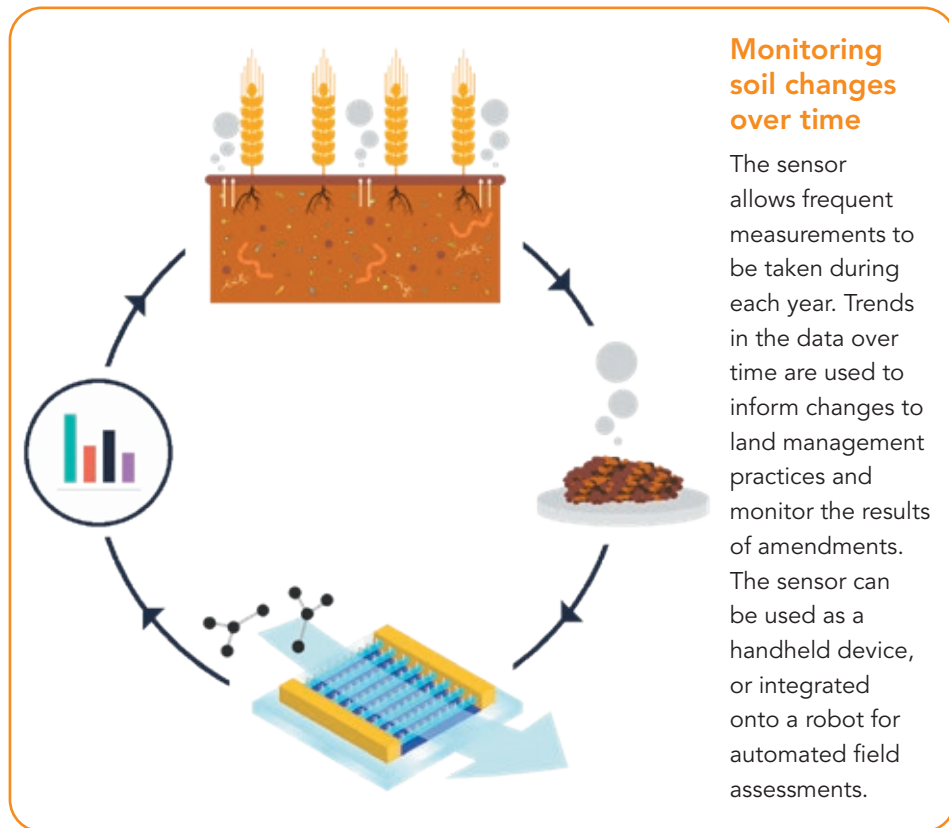 Monitoring
soil changes
over time
The sensor
allows frequent
measurements to
be taken during
each year. Trends
in the data over
time are used to
inform changes to
land management
practices and
monitor the results
of amendments.
The sensor can
be used as a
handheld device,
or integrated
onto a robot for
automated field
assessments.